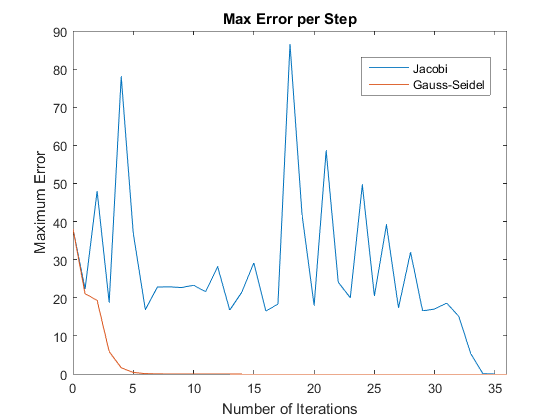 Max Error per Step
Maximum Error
90
80
70
60
50
40
30
20
10
0
Jacobi
Gauss-Seidel
0 5 10 15 20 25 30 35
Number of Iterations